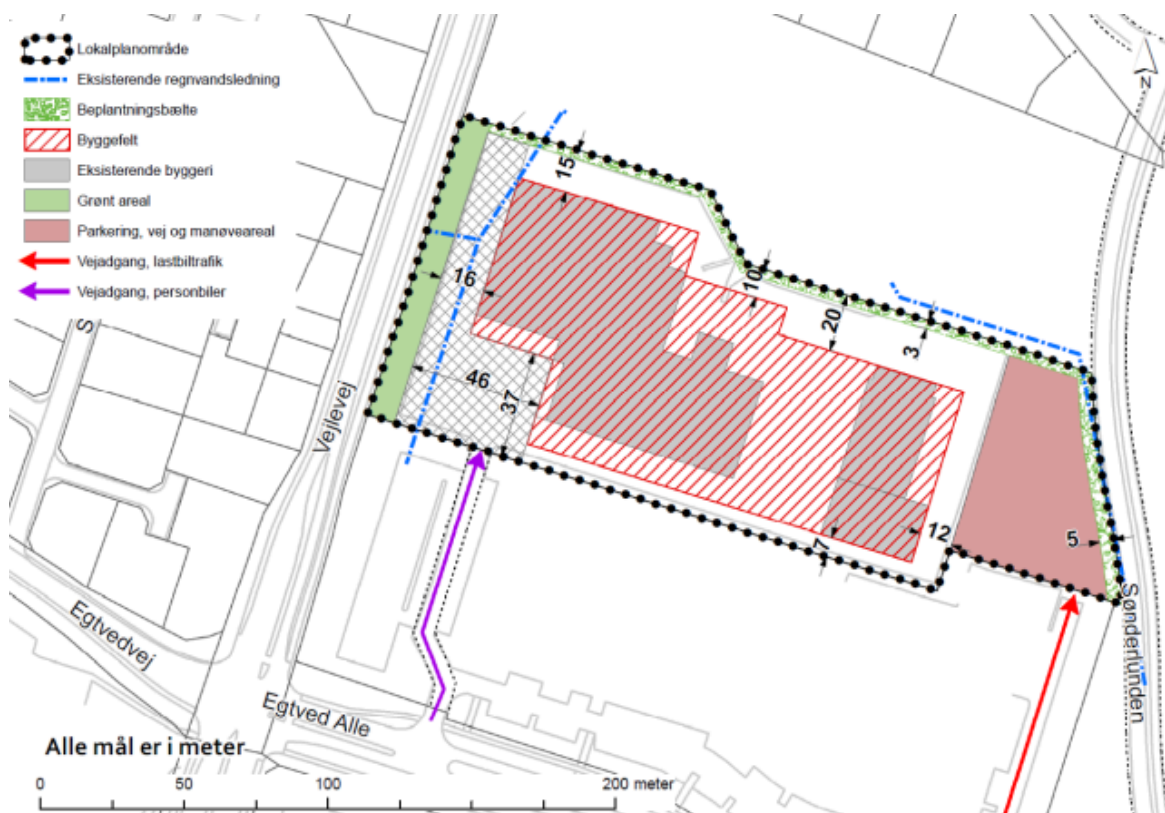 Lokalplanområde
Eksisterende regnvandsledning
Beplantningsbælte
Byggefelt
Eksisterende byggeri
Grønt areal
Parkering, vej og manøveareal
Vejadgang, lastbiltrafik
Vejadgang, personbiler
N
15
16
10
20
3
46
37
12
7
5
S
Vejlevej
Egtvedvej
Egtved Alle
Sønderlunden
Alle mål er i meter
0 50 100 200 meter